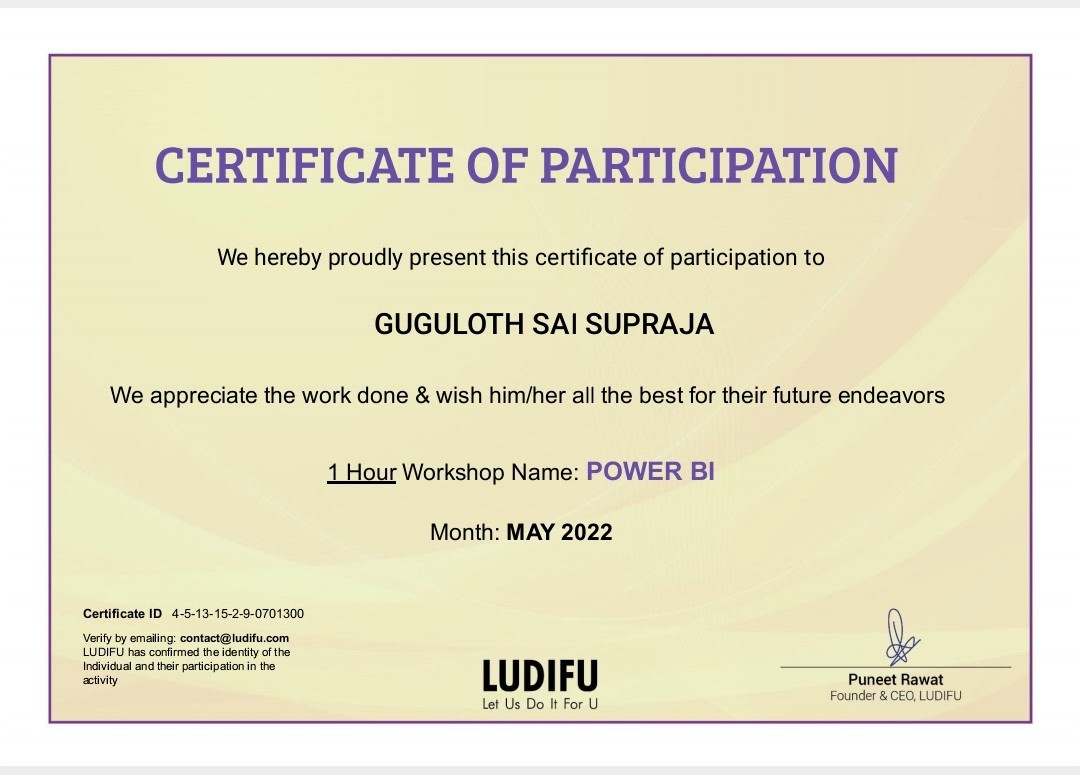 CERTIFICATE OF PARTICIPATION
We hereby proudly present this certificate of participation to
GUGULOTH SAI SUPRAJA
We appreciate the work done & wish him/her all the best for their future endeavors
1 Hour Workshop Name: POWER BI
Month: MAY 2022
Certificate ID 4-5-13-15-2-9-0701300
Verify by emailing: contact@ludifu.com
LUDIFU has confirmed the identity of the
Individual and their participation in the
activity
LUDIFU
Let Us Do It For U
Puneet Rawat
Founder & CEO, LUDIFU